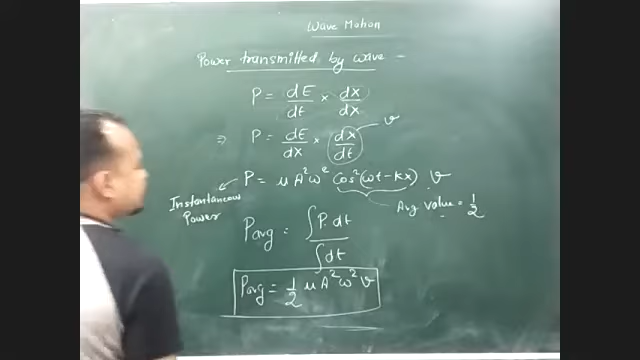 Wave Motion
Power transmitted by wave -
P = dE/dt × dx/dx
⇒ P = dE/dx × dx/dt v
P = μA²ω² Cos²(ωt-kx) v
Instantaneous Power
Avg value = 1/2
Pavg = ∫P.dt / ∫dt
Pavg = 1/2 μA²ω²v